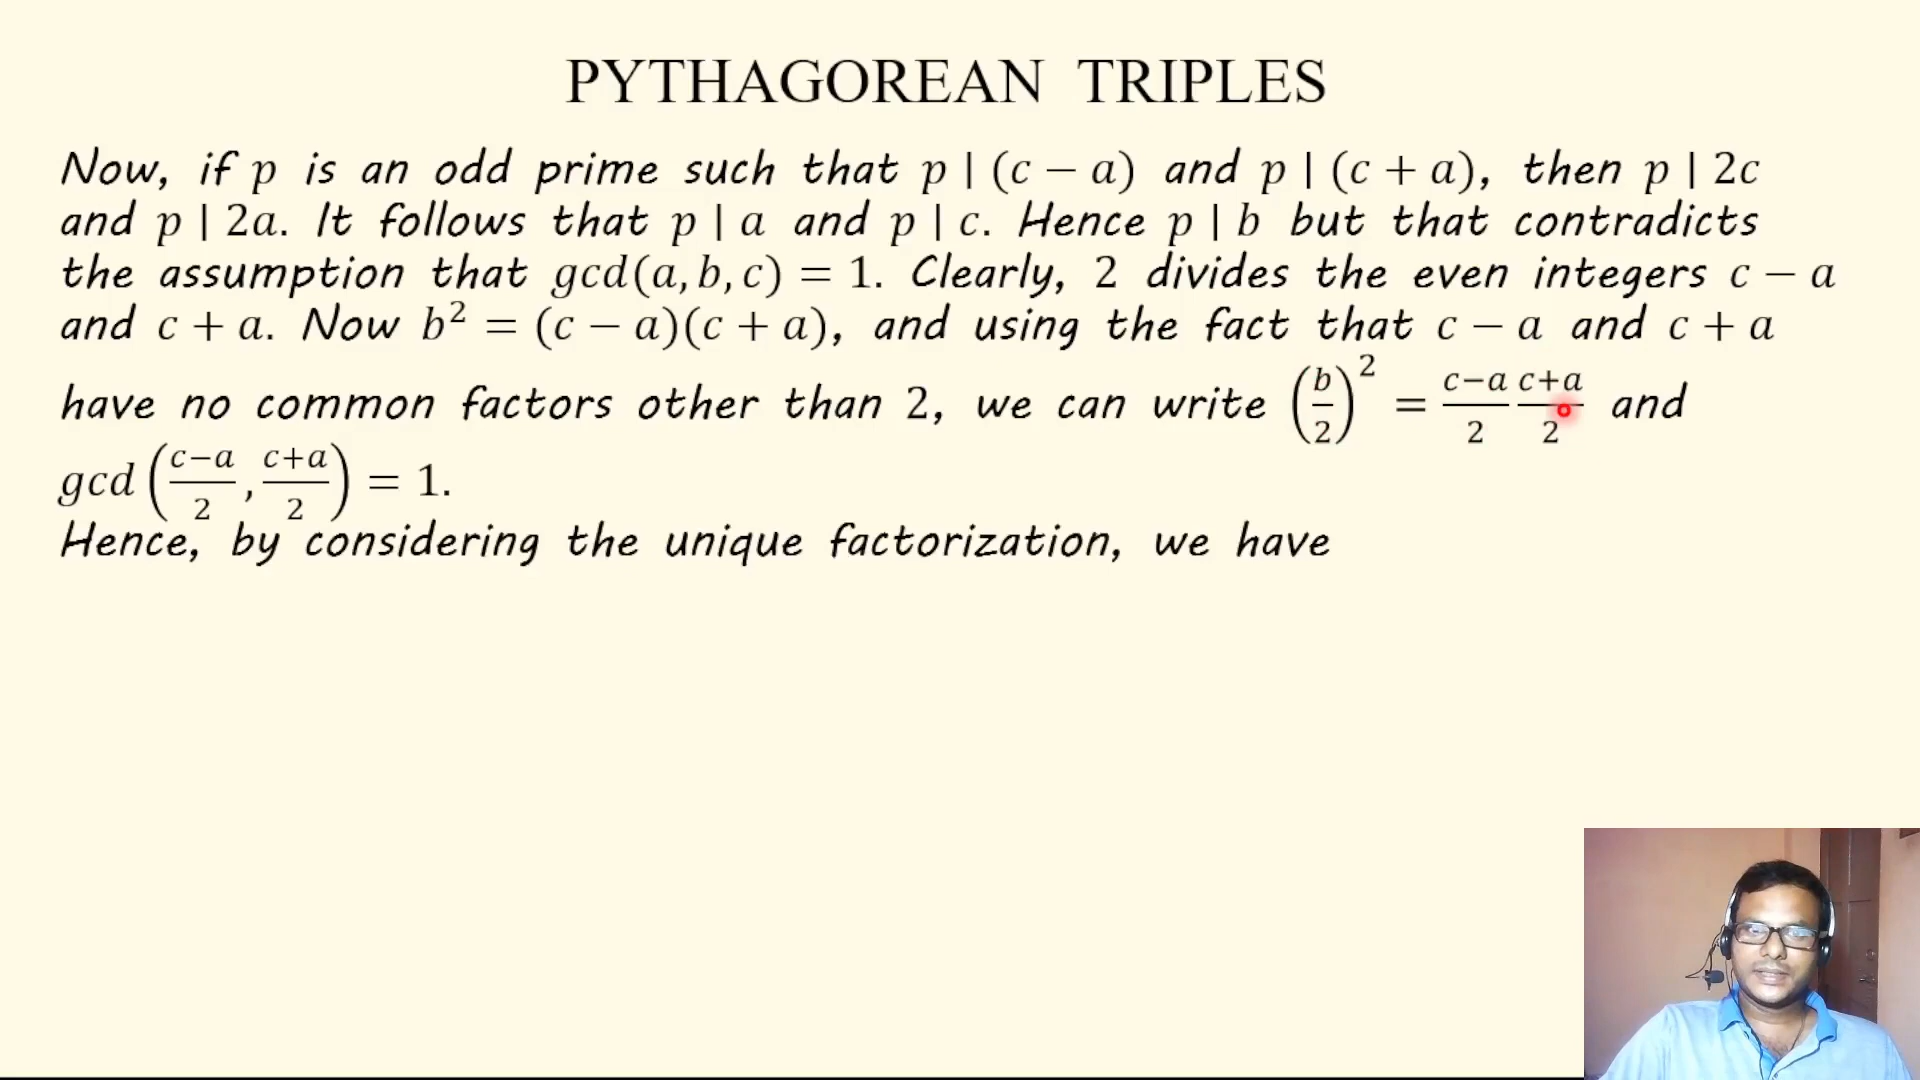 PYTHAGOREAN TRIPLES
Now, if p is an odd prime such that p | (c − a) and p | (c + a), then p | 2c
and p | 2a. It follows that p | a and p | c. Hence p | b but that contradicts
the assumption that gcd(a, b, c) = 1. Clearly, 2 divides the even integers c − a
and c + a. Now b² = (c − a)(c + a), and using the fact that c − a and c + a
have no common factors other than 2, we can write (b/2)² = c−a/2 c+a/2 and
gcd (c−a/2, c+a/2) = 1.
Hence, by considering the unique factorization, we have